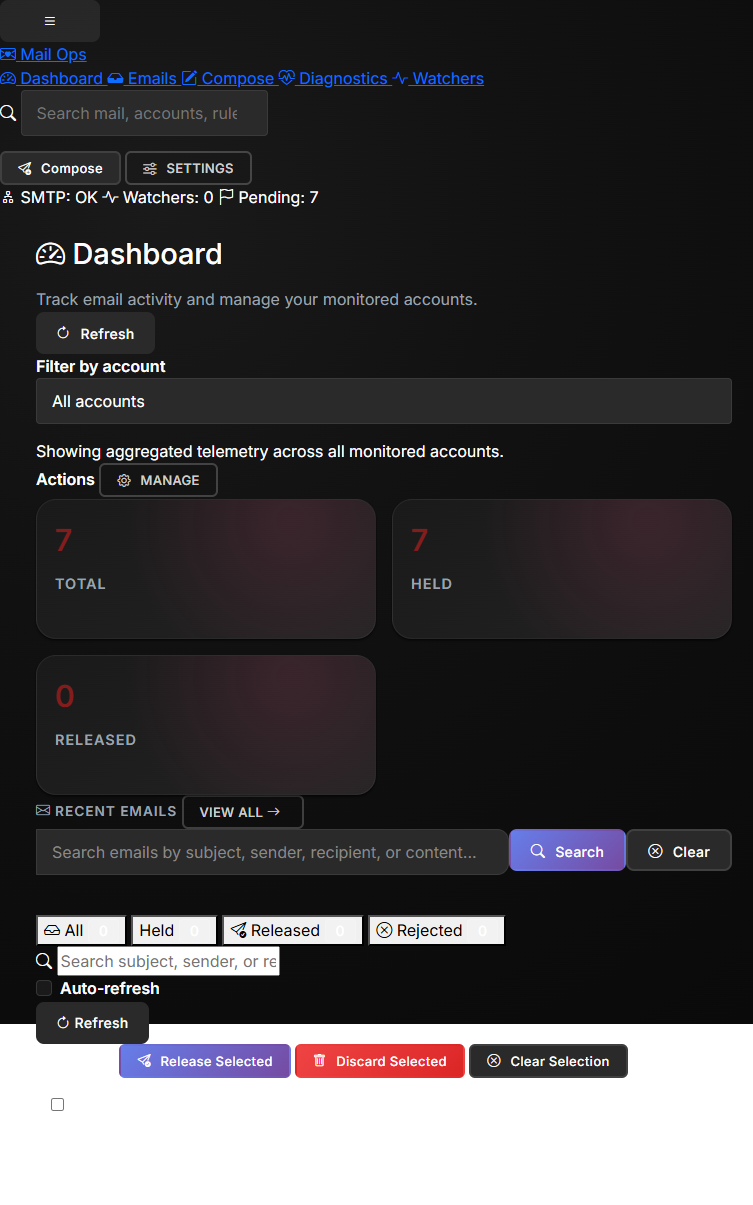 Mail Ops
Dashboard Emails Compose Diagnostics Watchers
Search mail, accounts, rule
Compose SETTINGS
SMTP: OK Watchers: 0 Pending: 7
Dashboard
Track email activity and manage your monitored accounts.
Refresh
Filter by account
All accounts
Showing aggregated telemetry across all monitored accounts.
Actions MANAGE
7 7
TOTAL HELD
0
RELEASED
RECENT EMAILS VIEW ALL →
Search emails by subject, sender, recipient, or content... Search Clear
All 0 Held 0 Released 0 Rejected 0
Search subject, sender, or re
Auto-refresh
Refresh
Release Selected Discard Selected Clear Selection